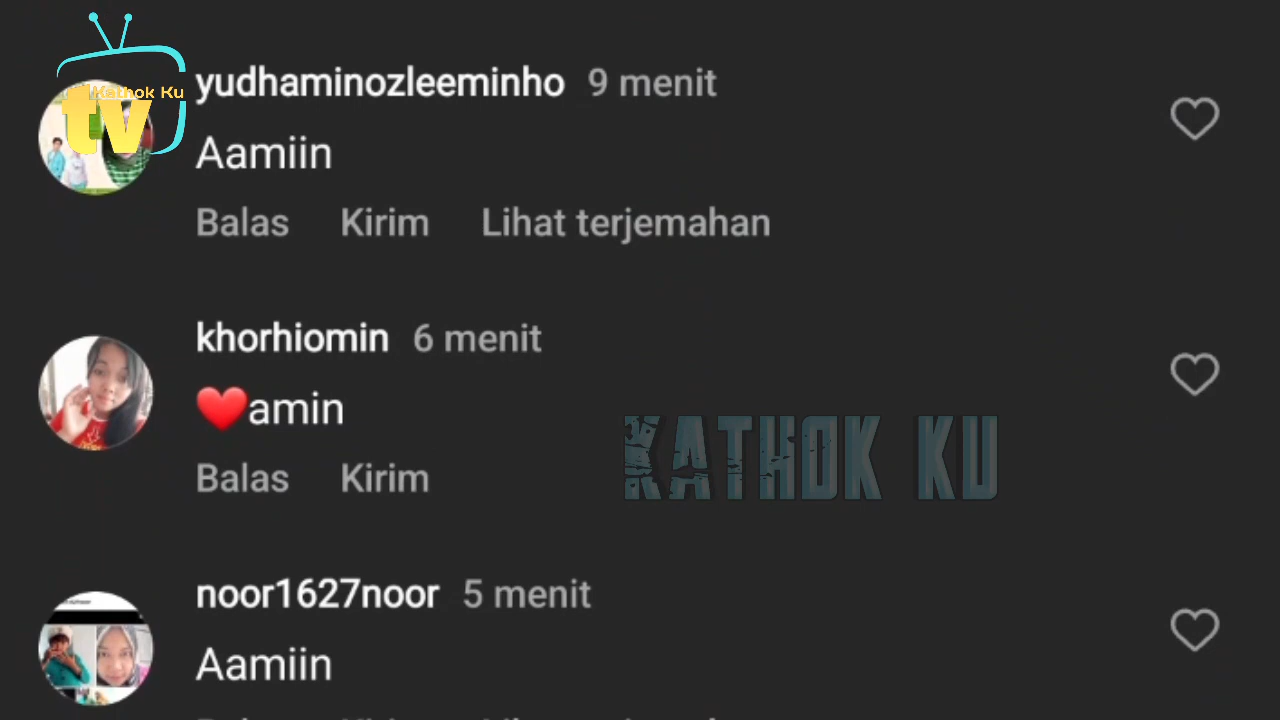 yudhaminozleeminho 9 menit
Kathok Ku
tv
Aamiin
Balas Kirim Lihat terjemahan
khorhiomin 6 menit
❤️amin
KATHOK KU
Balas Kirim
noor1627noor 5 menit
Aamiin